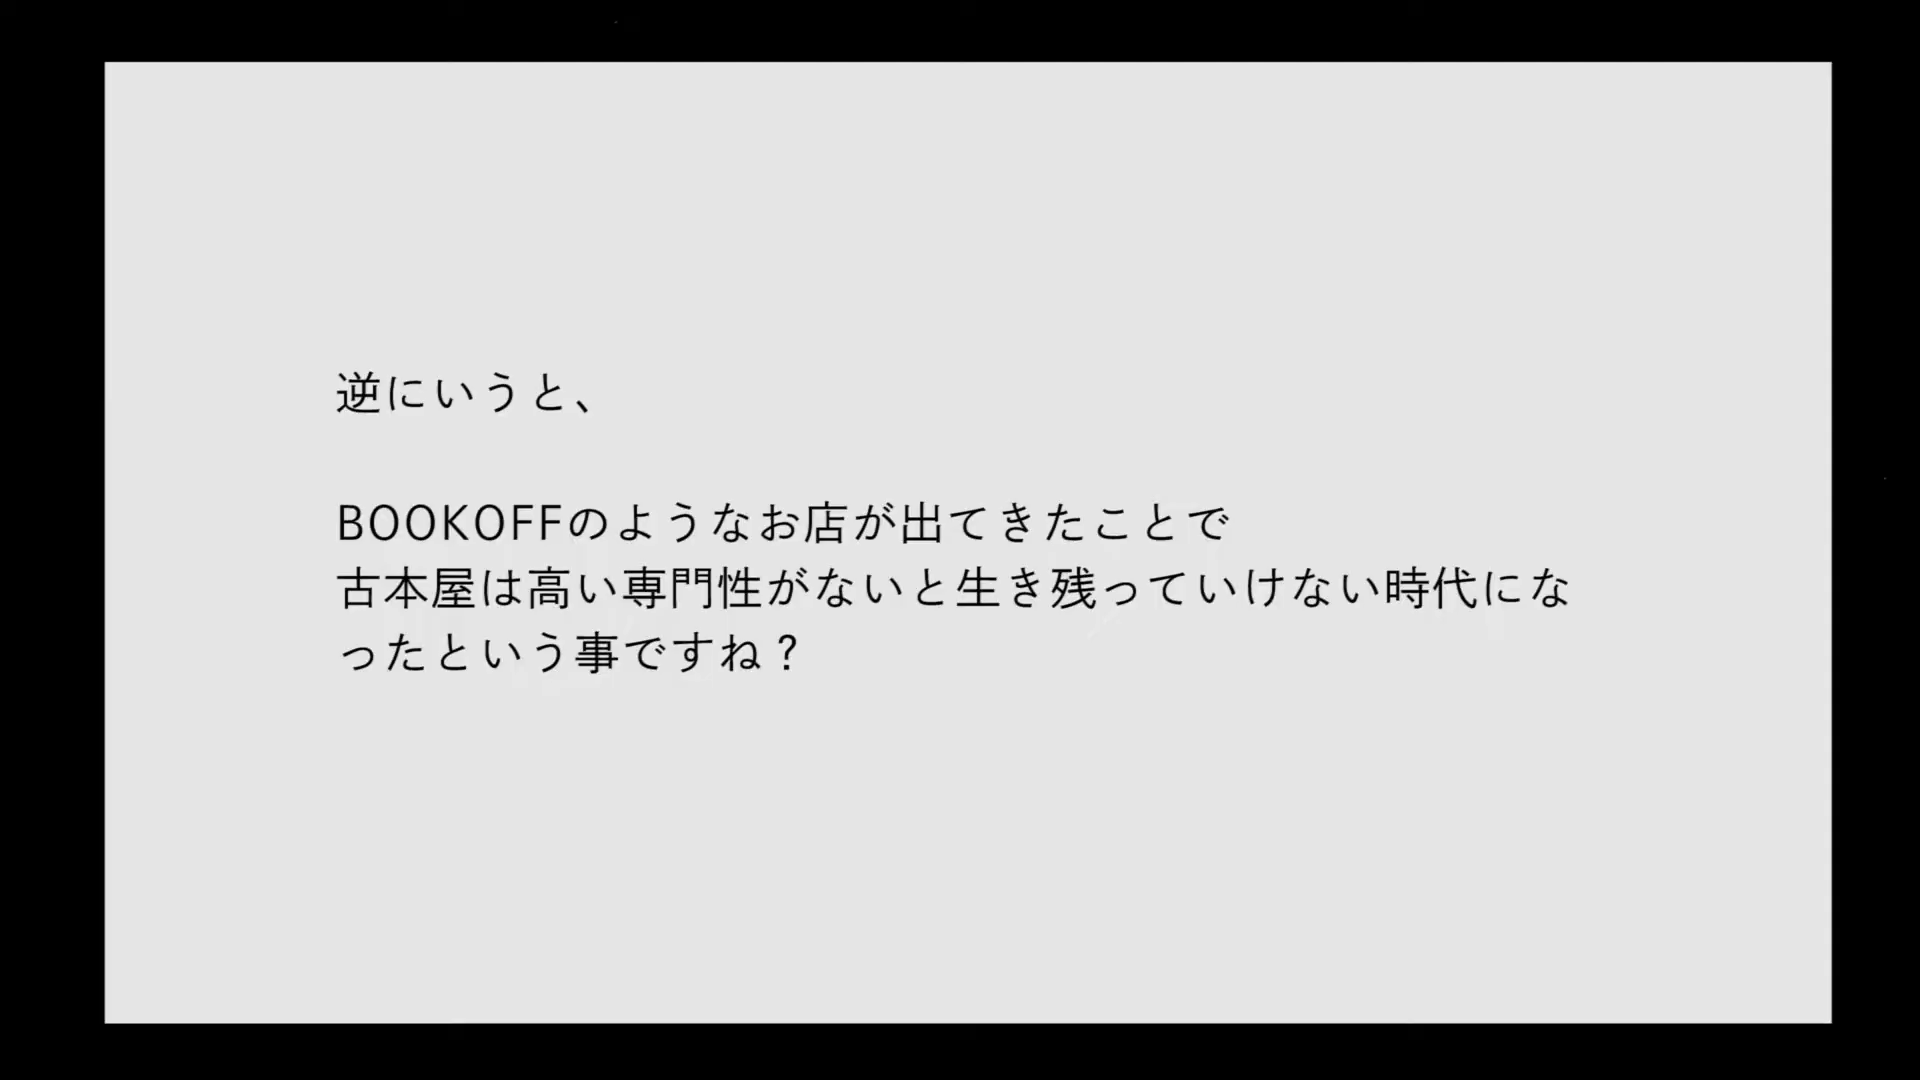 逆にいうと、
BOOKOFFのようなお店が出てきたことで
古本屋は高い専門性がないと生き残っていけない時代にな
ったという事ですね？